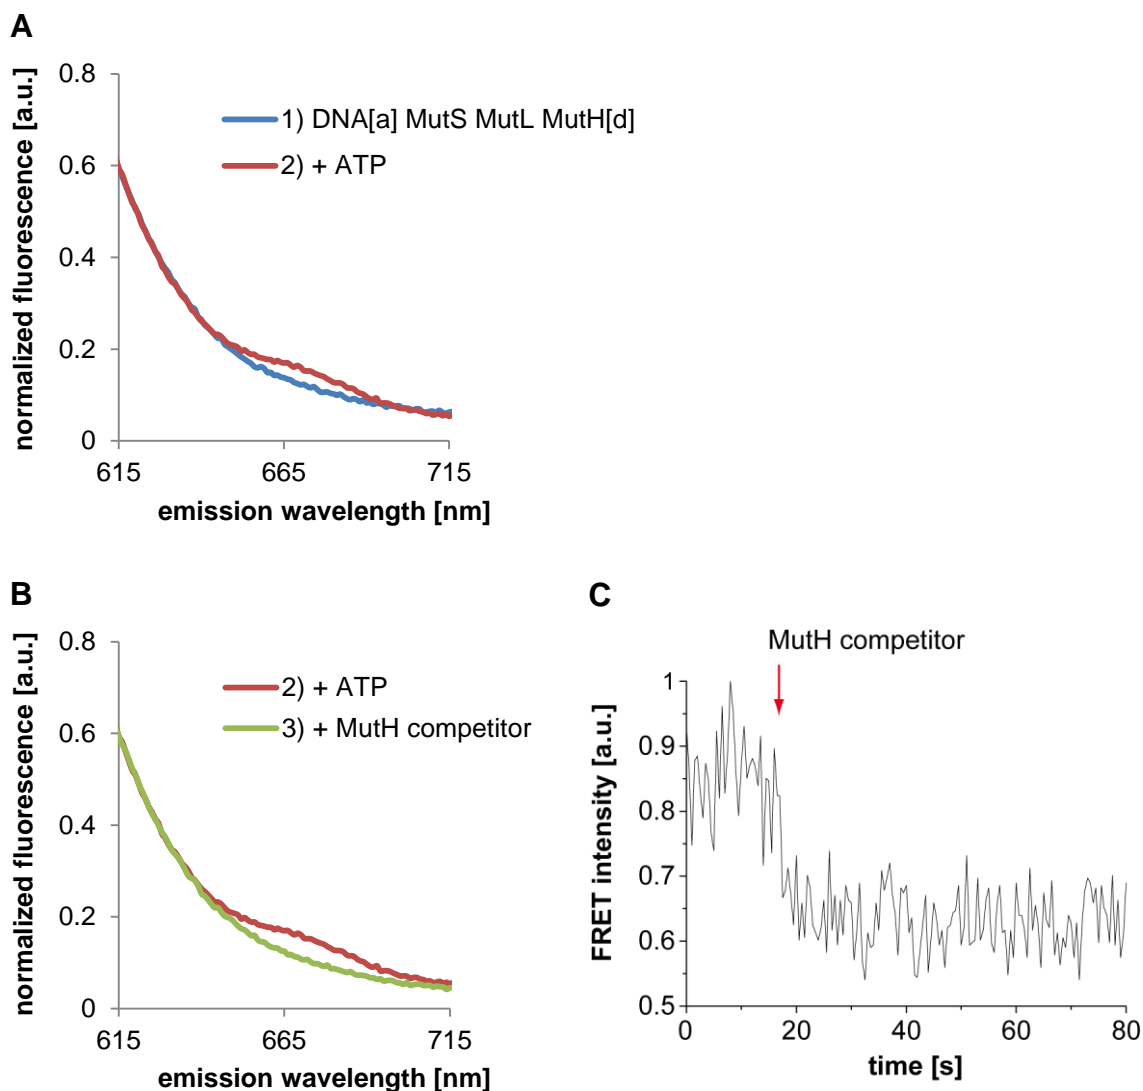 A
normalized fluorescence [a.u.]
0.8
0.6
0.4
0.2
0
1) DNA[a] MutS MutL MutH[d]
2) + ATP
615
665
715
emission wavelength [nm]
B
normalized fluorescence [a.u.]
0.8
0.6
0.4
0.2
0
2) + ATP
3) + MutH competitor
615
665
715
emission wavelength [nm]
C
MutH competitor
FRET intensity [a.u.]
1
0.9
0.8
0.7
0.6
0.5
0
20
40
60
80
time [s]